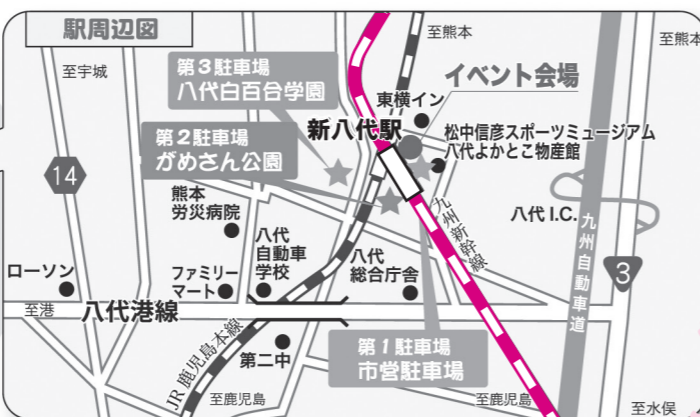 駅周辺図
至熊本
至熊本
至宇城
第3駐車場
八代白百合学園
イベント会場
東横イン
新八代駅
松中信彦スポーツミュージアム
八代よかとこ物産館
第2駐車場
がめさん公園
14
熊本
労災病院
八代
自動車
学校
八代
総合庁舎
九州新幹線
八代 I.C.
九州自動車道
3
ローソン
ファミリー
マート
至港
八代港線
JR 鹿児島本線
第二中
第1駐車場
市営駐車場
至鹿児島
至鹿児島
至水俣